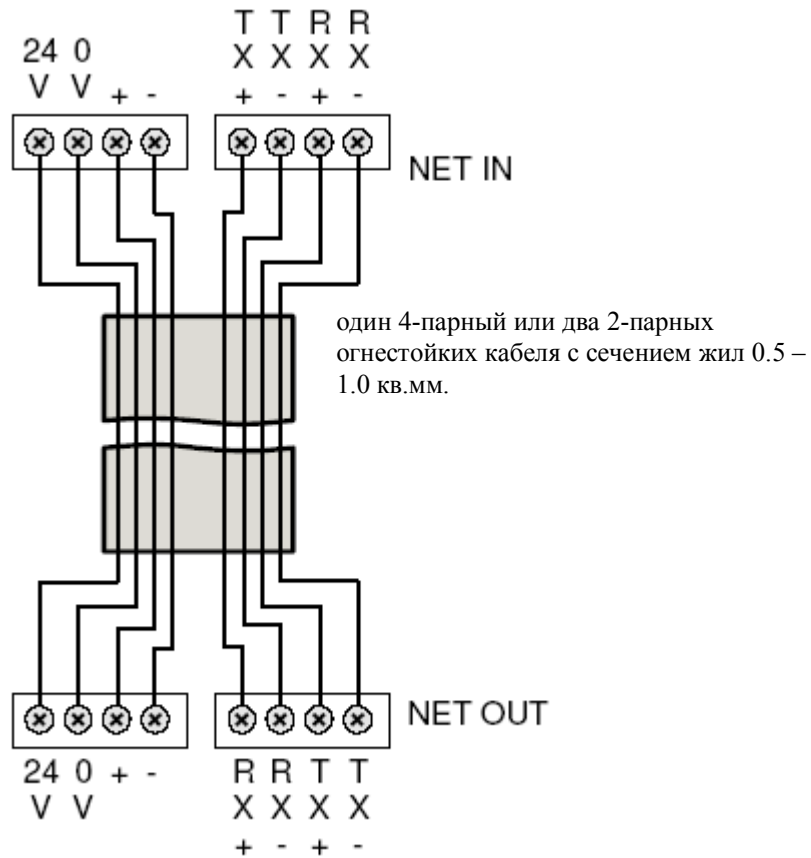 24 0 T T R R
V V + - X X X X
+ - + -
NET IN
один 4-парный или два 2-парных
огнестойких кабеля с сечением жил 0.5 –
1.0 кв.мм.
NET OUT
24 0 + - R R T T
V V X X X X
+ - + -